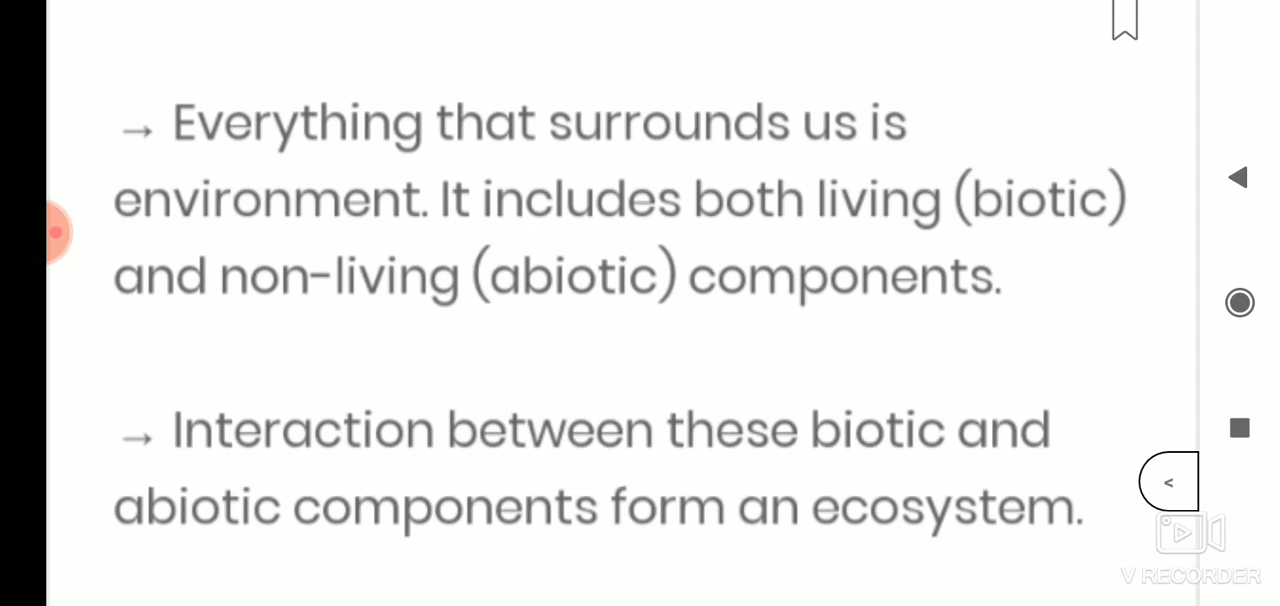 → Everything that surrounds us is
environment. It includes both living (biotic)
and non-living (abiotic) components.
→ Interaction between these biotic and
abiotic components form an ecosystem.
<
V RECORDER